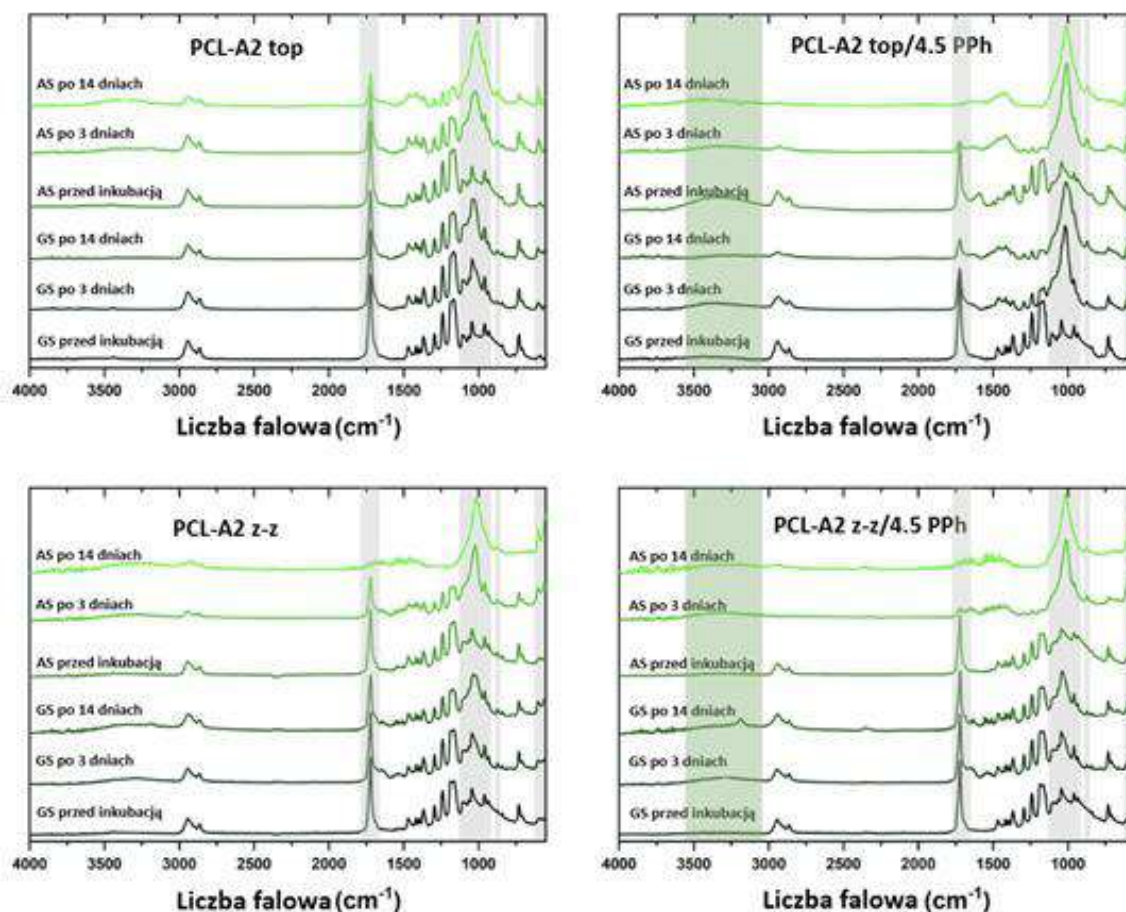 PCL-A2 top
AS po 14 dniach
AS po 3 dniach
AS przed inkubacją
GS po 14 dniach
GS po 3 dniach
GS przed inkubacją
4000 3500 3000 2500 2000 1500 1000
Liczba falowa (cm⁻¹)
PCL-A2 top/4.5 PPh
AS po 14 dniach
AS po 3 dniach
AS przed inkubacją
GS po 14 dniach
GS po 3 dniach
GS przed inkubacją
4000 3500 3000 2500 2000 1500 1000
Liczba falowa (cm⁻¹)
PCL-A2 z-z
AS po 14 dniach
AS po 3 dniach
AS przed inkubacją
GS po 14 dniach
GS po 3 dniach
GS przed inkubacją
4000 3500 3000 2500 2000 1500 1000
Liczba falowa (cm⁻¹)
PCL-A2 z-z/4.5 PPh
AS po 14 dniach
AS po 3 dniach
AS przed inkubacją
GS po 14 dniach
GS po 3 dniach
GS przed inkubacją
4000 3500 3000 2500 2000 1500 1000
Liczba falowa (cm⁻¹)